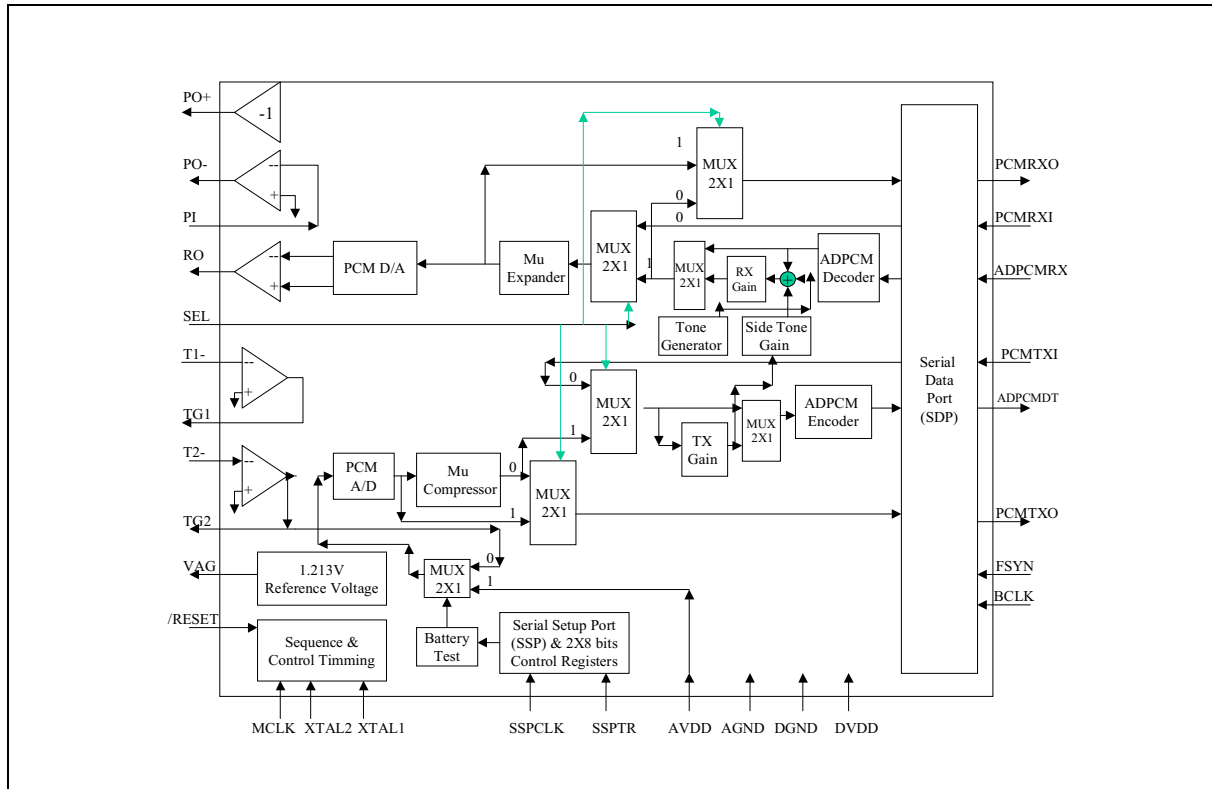 PO+
-1
PO-
--
+
PI
RO
--
+
PCM D/A
Mu
Expander
MUX
2X1
1
0
MUX
2X1
0
1
MUX
2X1
RX
Gain
+
ADPCM
Decoder
Tone
Generator
Side Tone
Gain
SEL
T1-
--
+
TG1
T2-
--
+
TG2
PCM
A/D
Mu
Compressor
0
1
MUX
2X1
0
1
MUX
2X1
TX
Gain
MUX
2X1
ADPCM
Encoder
Serial
Data
Port
(SDP)
PCMRXO
PCMRXI
ADPCMRX
PCMTXI
ADPCMDT
PCMTXO
FSYN
BCLK
VAG
1.213V
Reference Voltage
MUX
2X1
0
1
/RESET
Sequence &
Control Timming
Battery
Test
Serial Setup Port
(SSP) & 2X8 bits
Control Registers
MCLK
XTAL2
XTAL1
SSPCLK
SSPTR
AVDD
AGND
DGND
DVDD